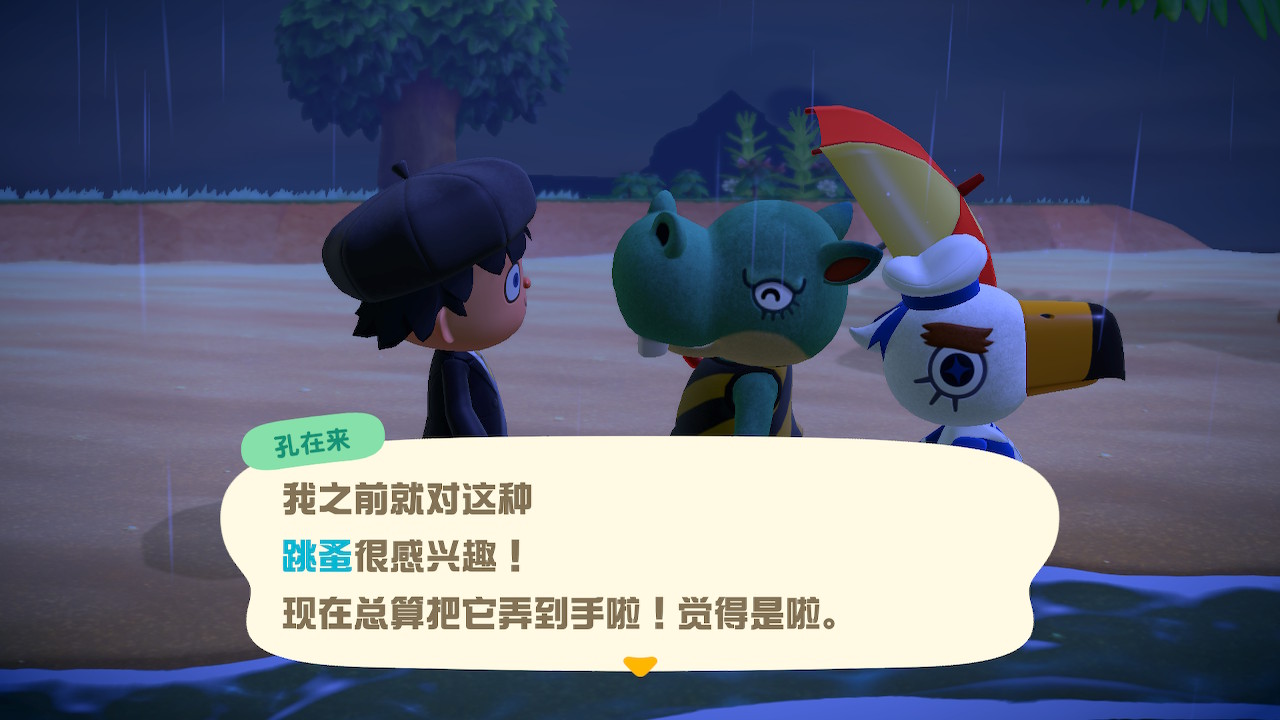 孔在来
我之前就对这种
跳蚤很感兴趣！
现在总算把它弄到手啦！觉得是啦。